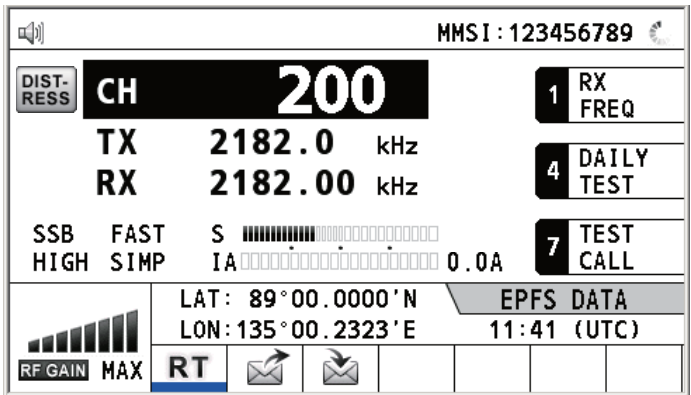 MMSI:123456789
DIST-
RESS
CH 200
TX 2182.0 kHz
RX 2182.00 kHz
1 RX
FREQ
4 DAILY
TEST
7 TEST
CALL
SSB FAST S
HIGH SIMP IA 0.0A
LAT: 89°00.0000'N EPFS DATA
LON:135°00.2323'E 11:41 (UTC)
RF GAIN MAX RT